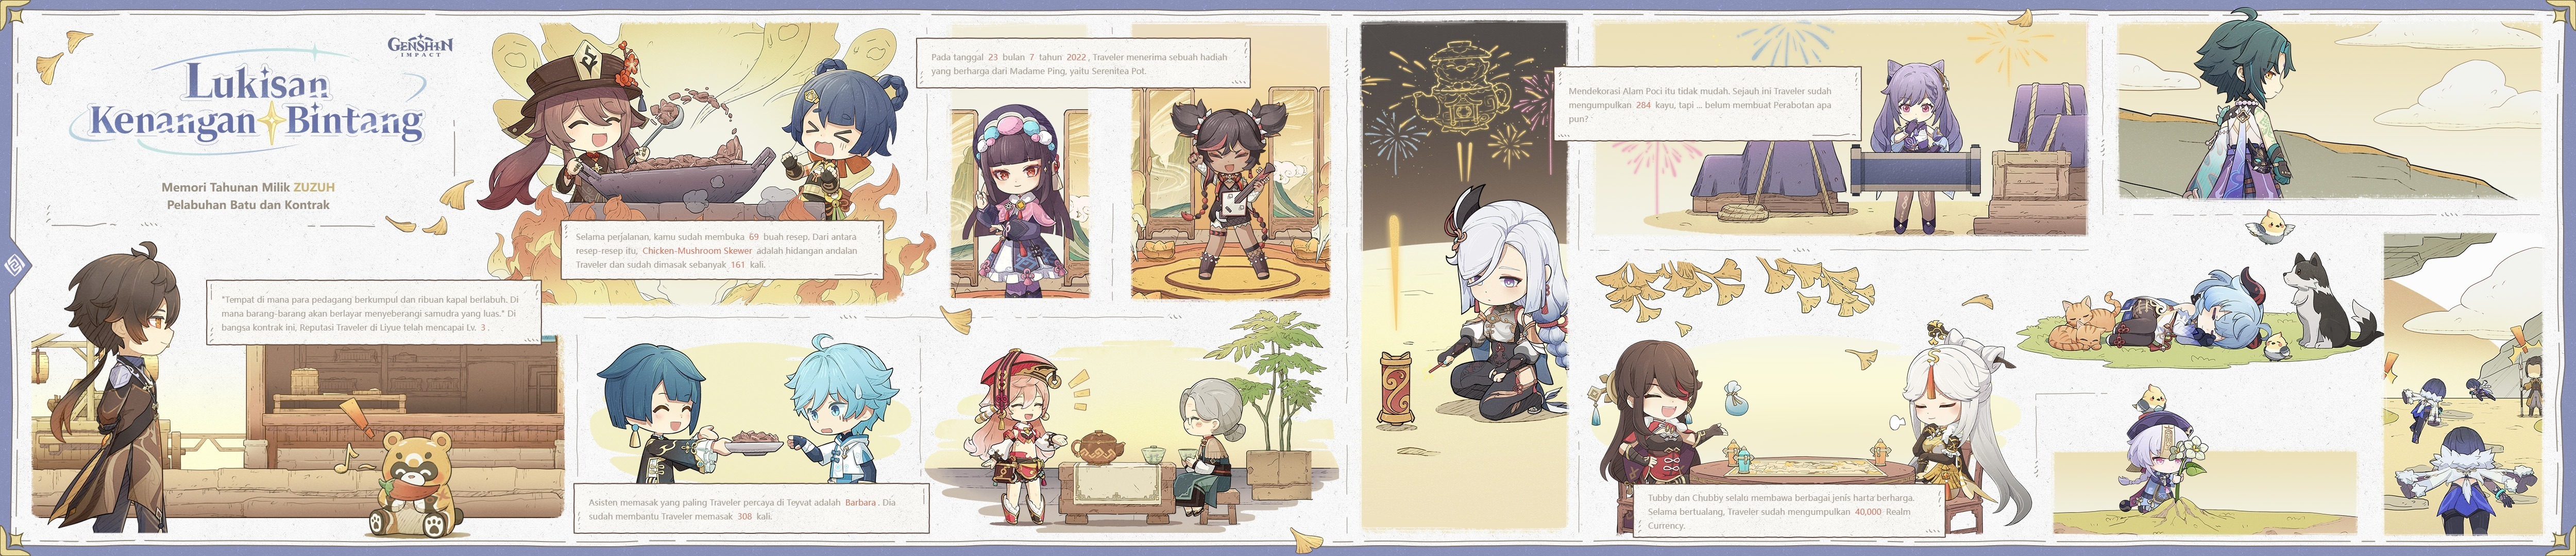 GENSHIN
IMPACT
Lukisan
Kenangan Bintang
Memori Tahunan Milik ZUZUH
Pelabuhan Batu dan Kontrak
"Tempat di mana para pedagang berkumpul dan ribuan kapal berlabuh. Di
mana barang-barang akan berlayar menyeberangi samudra yang luas." Di
bangsa kontrak ini, Reputasi Traveler di Liyue telah mencapai Lv. 3 .
Selama perjalanan, kamu sudah membuka 69 buah resep. Dari antara
resep-resep itu, Chicken-Mushroom Skewer adalah hidangan andalan
Traveler dan sudah dimasak sebanyak 161 kali.
Asisten memasak yang paling Traveler percaya di Teyvat adalah Barbara . Dia
sudah membantu Traveler memasak 308 kali.
Pada tanggal 23 bulan 7 tahun 2022 , Traveler menerima sebuah hadiah
yang berharga dari Madame Ping, yaitu Serenitea Pot.
Mendekorasi Alam Poci itu tidak mudah. Sejauh ini Traveler sudah
mengumpulkan 284 kayu, tapi ... belum membuat Perabotan apa
pun?
Tubby dan Chubby selalu membawa berbagai jenis harta berharga.
Selama bertualang, Traveler sudah mengumpulkan 40,000 Realm
Currency.